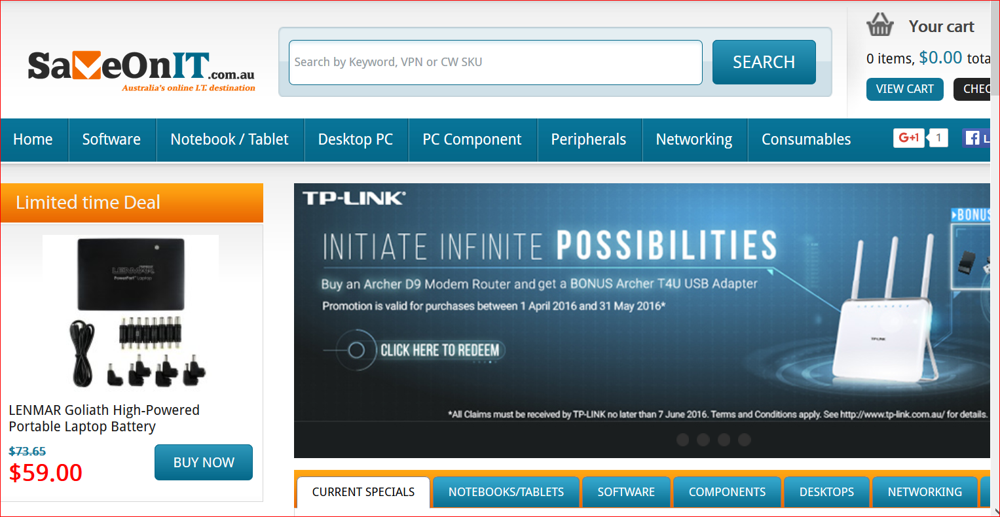 SaveOnIT.com.au
Australia's online I.T. destination
Search by Keyword, VPN or CW SKU
SEARCH
Your cart
0 items, $0.00 tota
VIEW CART
CHEC
Home
Software
Notebook / Tablet
Desktop PC
PC Component
Peripherals
Networking
Consumables
G+1
1
L
Limited time Deal
LENMAR
PowerPort™ Laptop
LENMAR Goliath High-Powered
Portable Laptop Battery
$73.65
$59.00
BUY NOW
TP-LINK®
INITIATE INFINITE POSSIBILITIES
Buy an Archer D9 Modem Router and get a BONUS Archer T4U USB Adapter
Promotion is valid for purchases between 1 April 2016 and 31 May 2016*
CLICK HERE TO REDEEM
BONUS
TP-LINK
*All Claims must be received by TP-LINK no later than 7 June 2016. Terms and Conditions apply. See http://www.tp-link.com.au/ for details.
CURRENT SPECIALS
NOTEBOOKS/TABLETS
SOFTWARE
COMPONENTS
DESKTOPS
NETWORKING